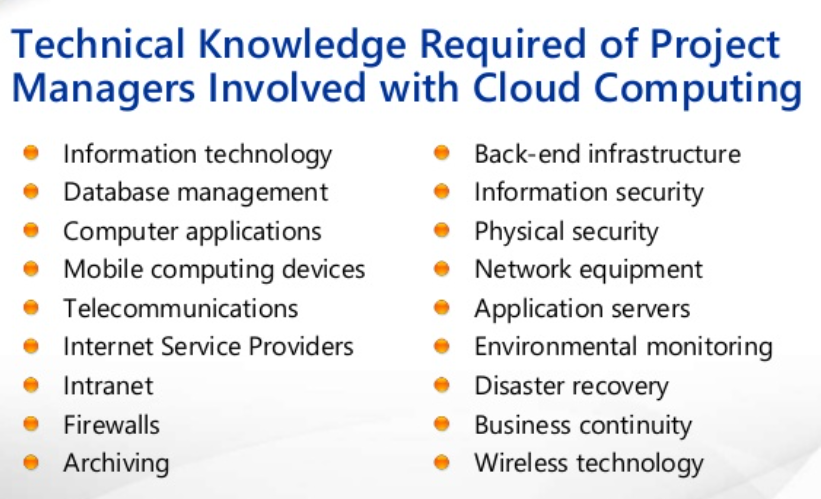 Technical Knowledge Required of Project
Managers Involved with Cloud Computing
Information technology
Database management
Computer applications
Mobile computing devices
Telecommunications
Internet Service Providers
Intranet
Firewalls
Archiving
Back-end infrastructure
Information security
Physical security
Network equipment
Application servers
Environmental monitoring
Disaster recovery
Business continuity
Wireless technology